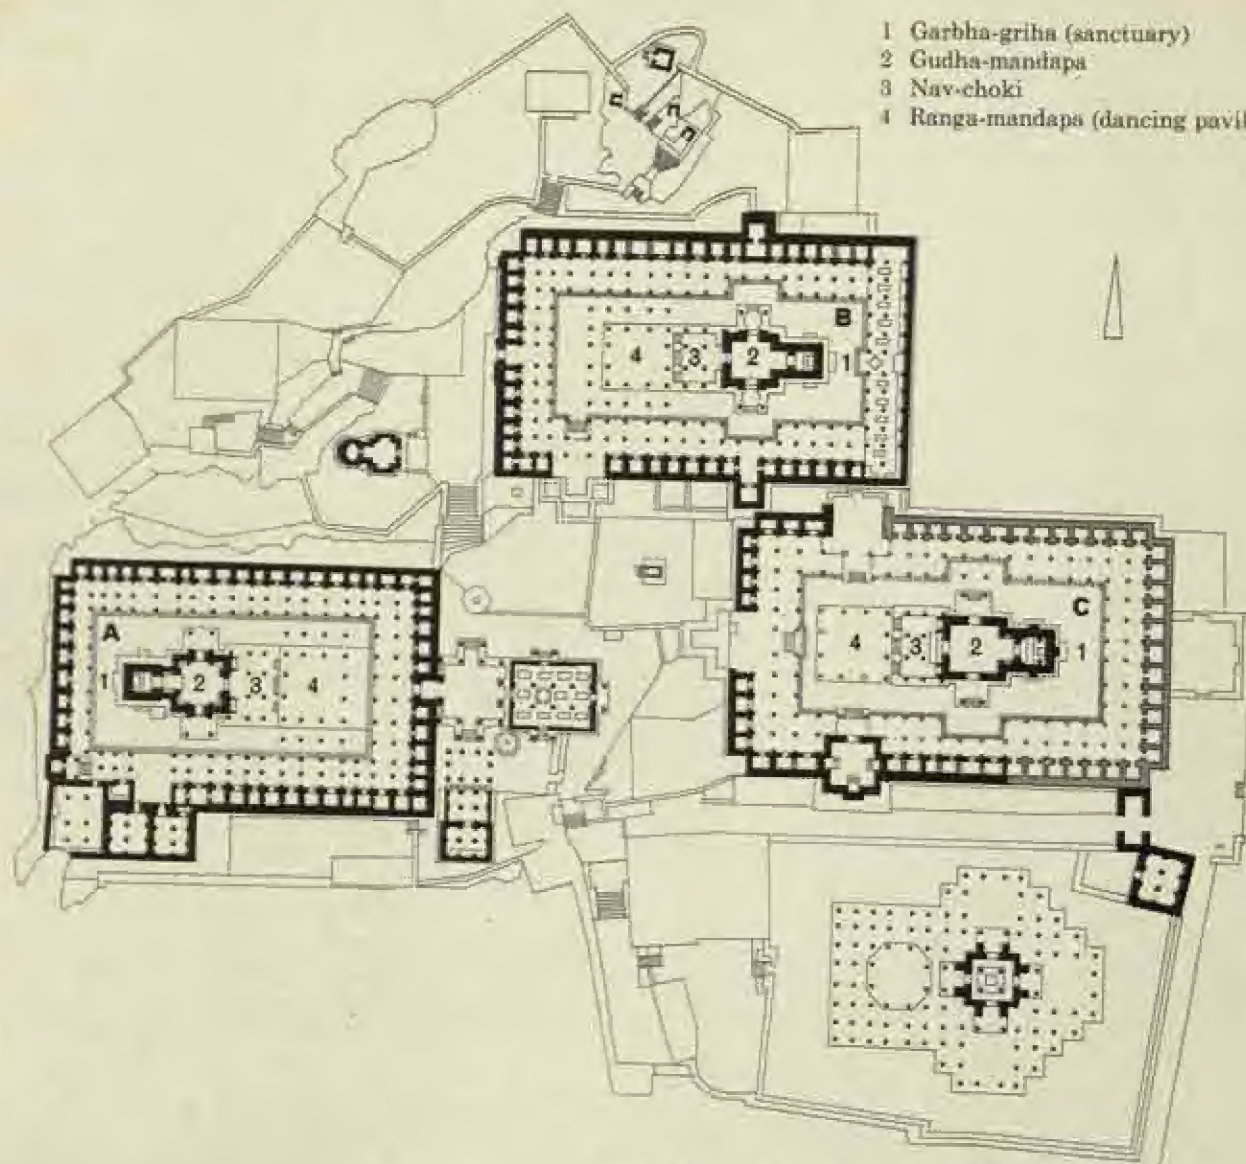 1 Garbha-griha (sanctuary)
2 Gudha-mandapa
3 Nav-choki
4 Ranga-mandapa (dancing
B
4 3 2 1
A
1 2 3 4
C
4 3 2 1